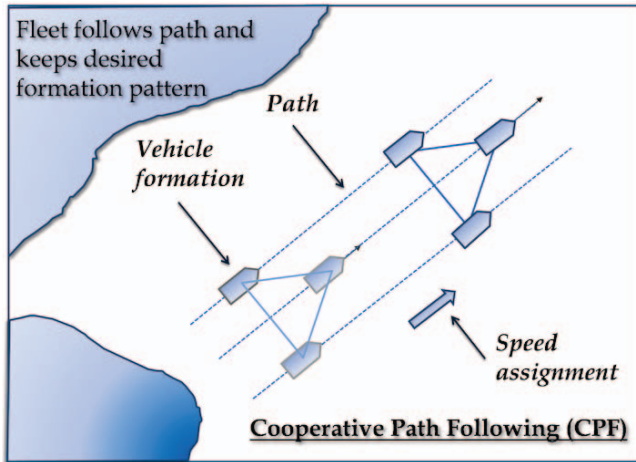 Fleet follows path and
keeps desired
formation pattern
Path
Vehicle
formation
Speed
assignment
Cooperative Path Following (CPF)